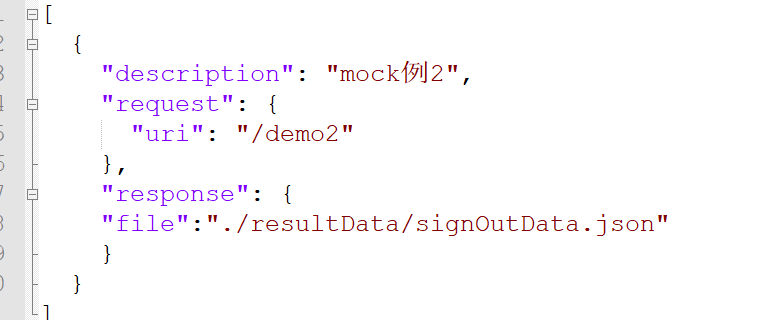 [
{
"description": "mock例2",
"request": {
"uri": "/demo2"
},
"response": {
"file":"./resultData/signOutData.json"
}
}
]